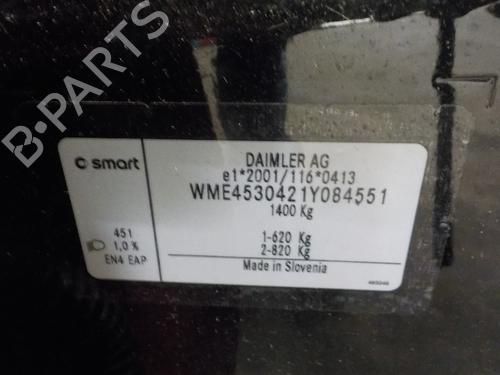 B-PARTS
smart
DAIMLER AG
e1*2001/116*0413
WME4530421Y084551
1400 Kg
451
1,0 %
EN4 EAP
1-620 Kg
2-820 Kg
Made in Slovenia